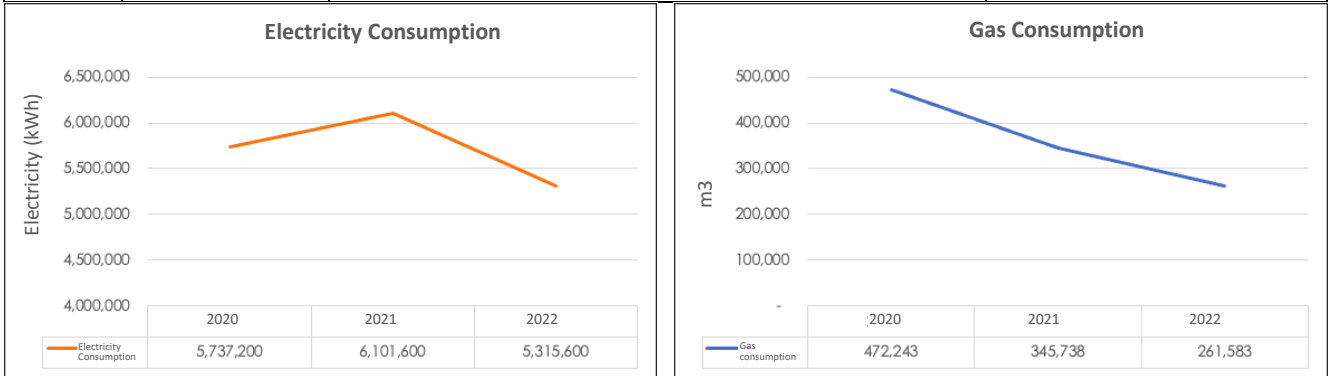 Electricity Consumption
Electricity (kWh)
6,500,000
6,000,000
5,500,000
5,000,000
4,500,000
4,000,000
2020 2021 2022
Electricity
Consumption
5,737,200 6,101,600 5,315,600
Gas Consumption
m3
500,000
400,000
300,000
200,000
100,000
-
2020 2021 2022
Gas
consumption
472,243 345,738 261,583